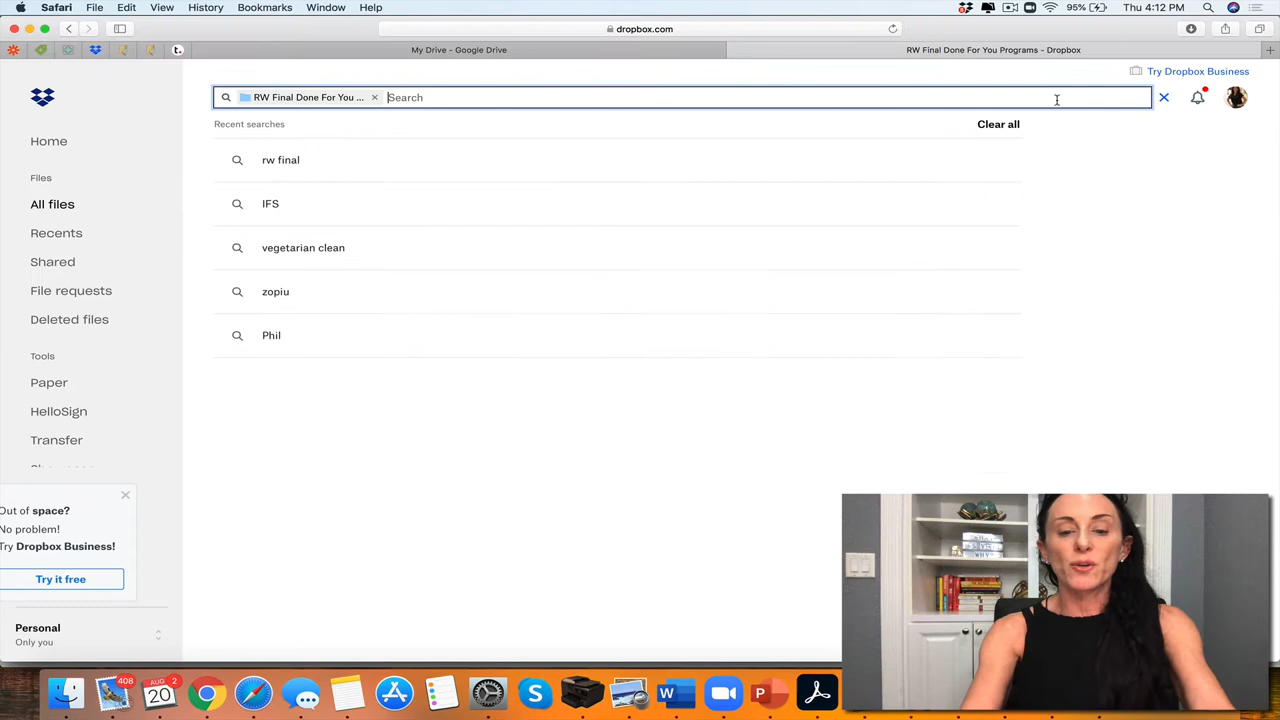 Safari File Edit View History Bookmarks Window Help 95% Thu 4:12 PM
dropbox.com
My Drive – Google Drive RW Final Done For You Programs - Dropbox
Try Dropbox Business
RW Final Done For You ... Search
Recent searches Clear all
Home
rw final
Files
All files
IFS
Recents
vegetarian clean
Shared
File requests
zopiu
Deleted files
Phil
Tools
Paper
HelloSign
Transfer
Out of space?
No problem!
Try Dropbox Business!
Try it free
Personal
Only you
408
AUG 2
20